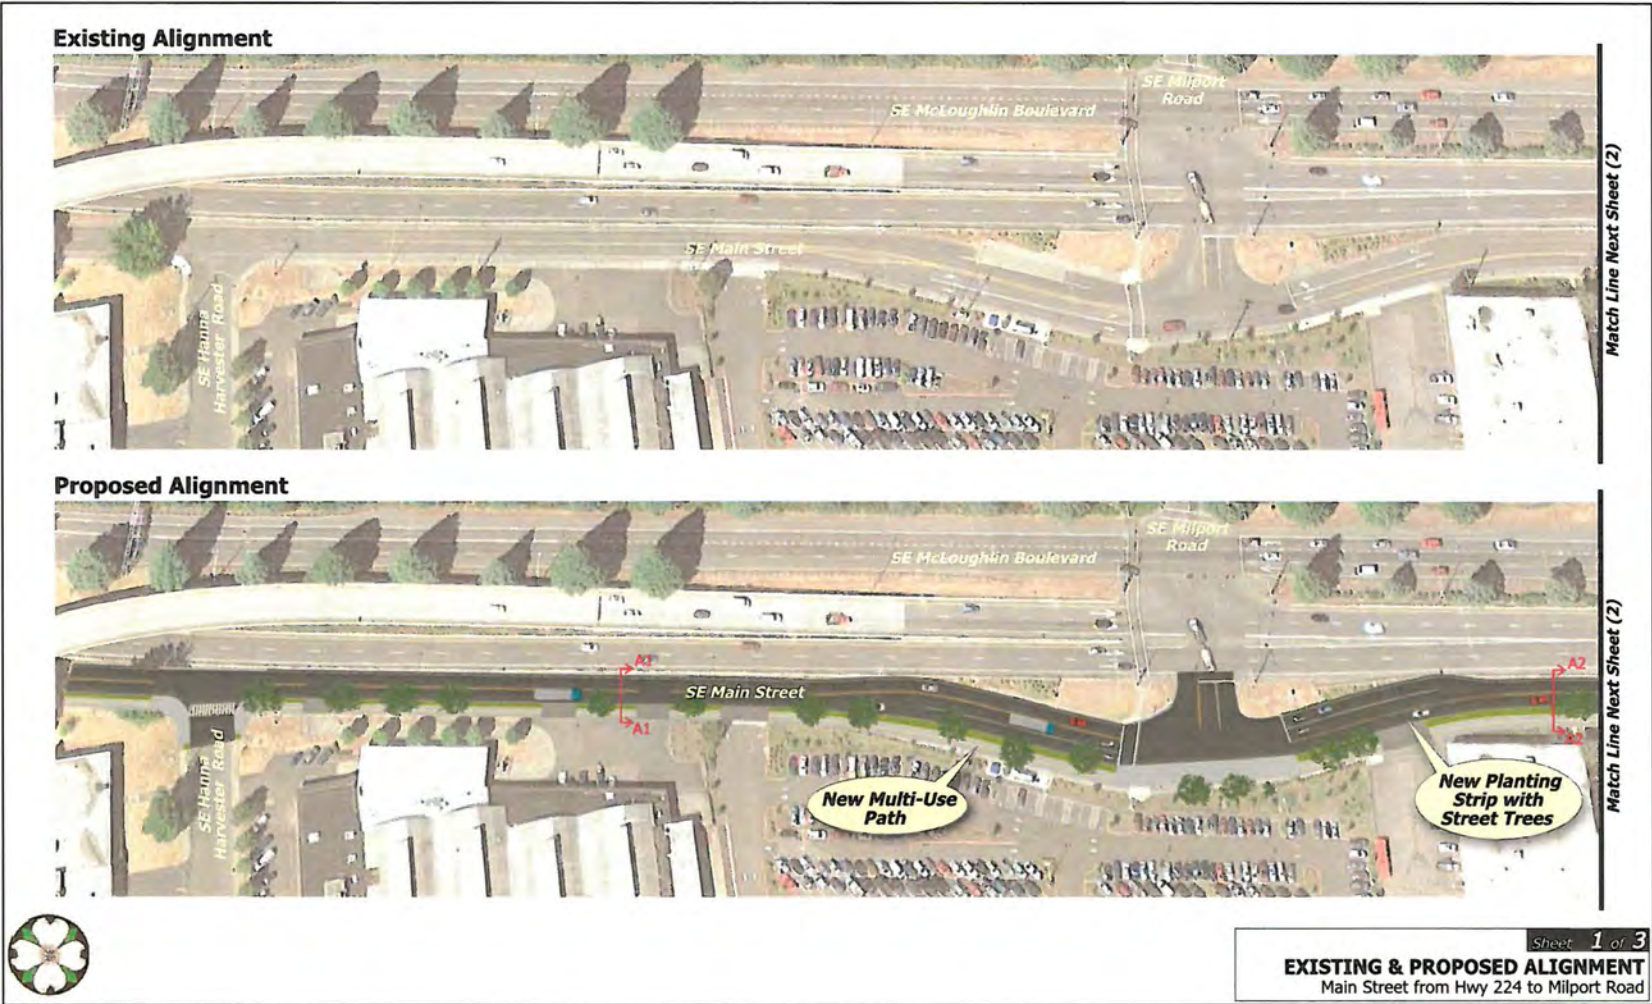 Existing Alignment
SE Milport
Road
SE McLoughlin Boulevard
SE Main Street
SE Hanna
Harvester Road
Match Line Next Sheet (2)
Proposed Alignment
SE Milport
Road
SE McLoughlin Boulevard
A1
SE Main Street
A1
A2
A2
SE Hanna
Harvester Road
New Multi-Use
Path
New Planting
Strip with
Street Trees
Match Line Next Sheet (2)
Sheet 1 of 3
EXISTING & PROPOSED ALIGNMENT
Main Street from Hwy 224 to Milport Road